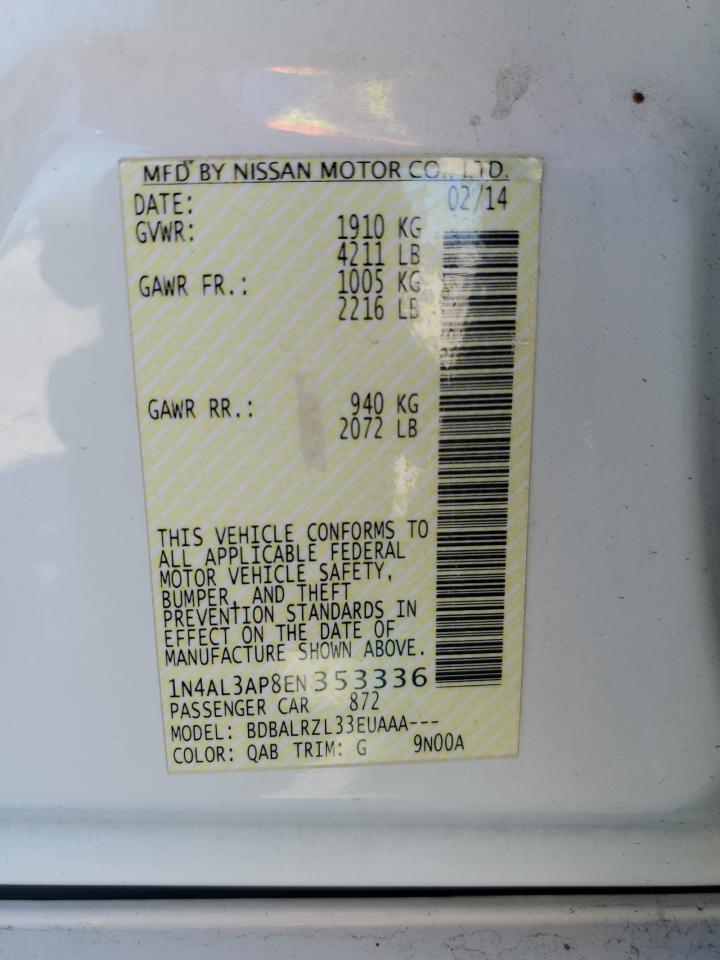 MFD BY NISSAN MOTOR CO., LTD.
DATE: 02/14
GVWR: 1910 KG
4211 LB
GAWR FR.: 1005 KG
2216 LB
GAWR RR.: 940 KG
2072 LB
THIS VEHICLE CONFORMS TO
ALL APPLICABLE FEDERAL
MOTOR VEHICLE SAFETY,
BUMPER, AND THEFT
PREVENTION STANDARDS IN
EFFECT ON THE DATE OF
MANUFACTURE SHOWN ABOVE.
1N4AL3AP8EN353336
PASSENGER CAR 872
MODEL: BDBALRZL33EUAAA---
COLOR: QAB TRIM: G 9N00A